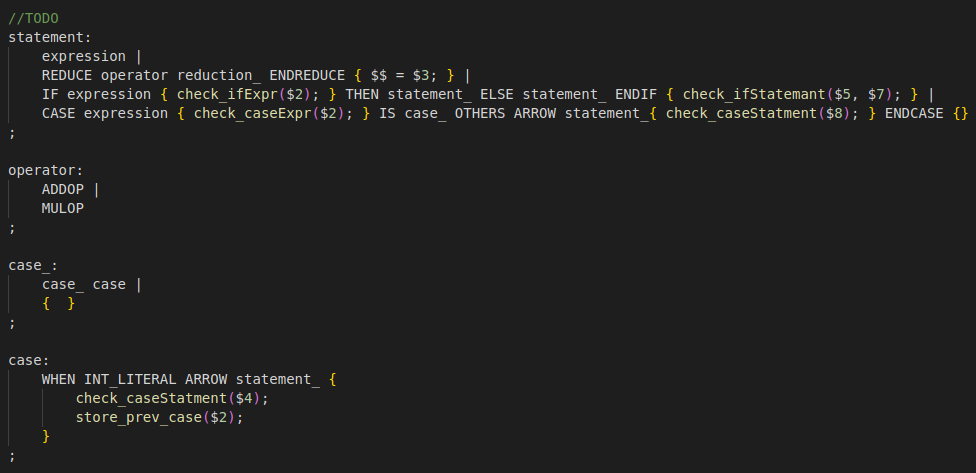 //TODO
statement:
    expression |
    REDUCE operator reduction_ ENDREDUCE { $$ = $3; } |
    IF expression { check_ifExpr($2); } THEN statement_ ELSE statement_ ENDIF { check_ifStatemant($5, $7); } |
    CASE expression { check_caseExpr($2); } IS case_ OTHERS ARROW statement_{ check_caseStatment($8); } ENDCASE {}
;
operator:
    ADDOP |
    MULOP
;
case_:
    case_ case |
    {  }
;
case:
    WHEN INT_LITERAL ARROW statement_ {
        check_caseStatment($4);
        store_prev_case($2);
    }
;